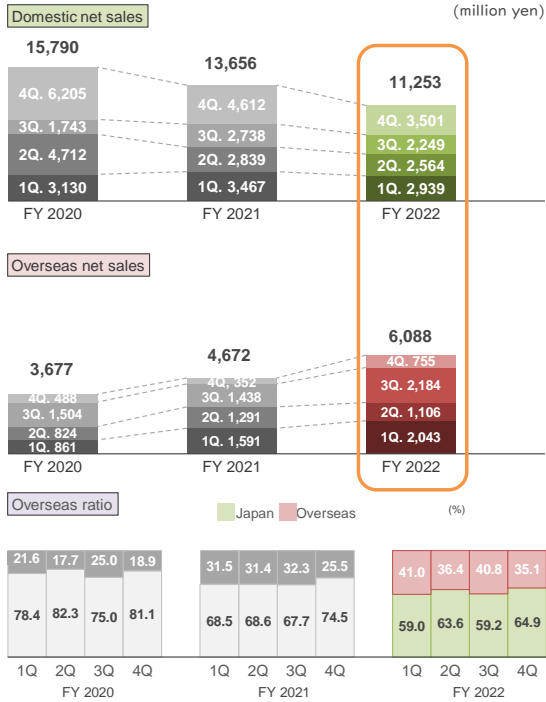 Domestic net sales
(million yen)
15,790
13,656
11,253
4Q. 6,205
3Q. 1,743
2Q. 4,712
1Q. 3,130
4Q. 4,612
3Q. 2,738
2Q. 2,839
1Q. 3,467
4Q. 3,501
3Q. 2,249
2Q. 2,564
1Q. 2,939
FY 2020
FY 2021
FY 2022
Overseas net sales
3,677
4,672
6,088
4Q. 488
3Q. 1,504
2Q. 824
1Q. 861
4Q, 352
3Q. 1,438
2Q. 1,291
1Q. 1,591
4Q. 755
3Q. 2,184
2Q. 1,106
1Q. 2,043
FY 2020
FY 2021
FY 2022
Overseas ratio
Japan
Overseas
(%)
21.6 17.7 25.0 18.9
78.4 82.3 75.0 81.1
1Q 2Q 3Q 4Q
FY 2020
31.5 31.4 32.3 25.5
68.5 68.6 67.7 74.5
1Q 2Q 3Q 4Q
FY 2021
41.0 36.4 40.8 35.1
59.0 63.6 59.2 64.9
1Q 2Q 3Q 4Q
FY 2022